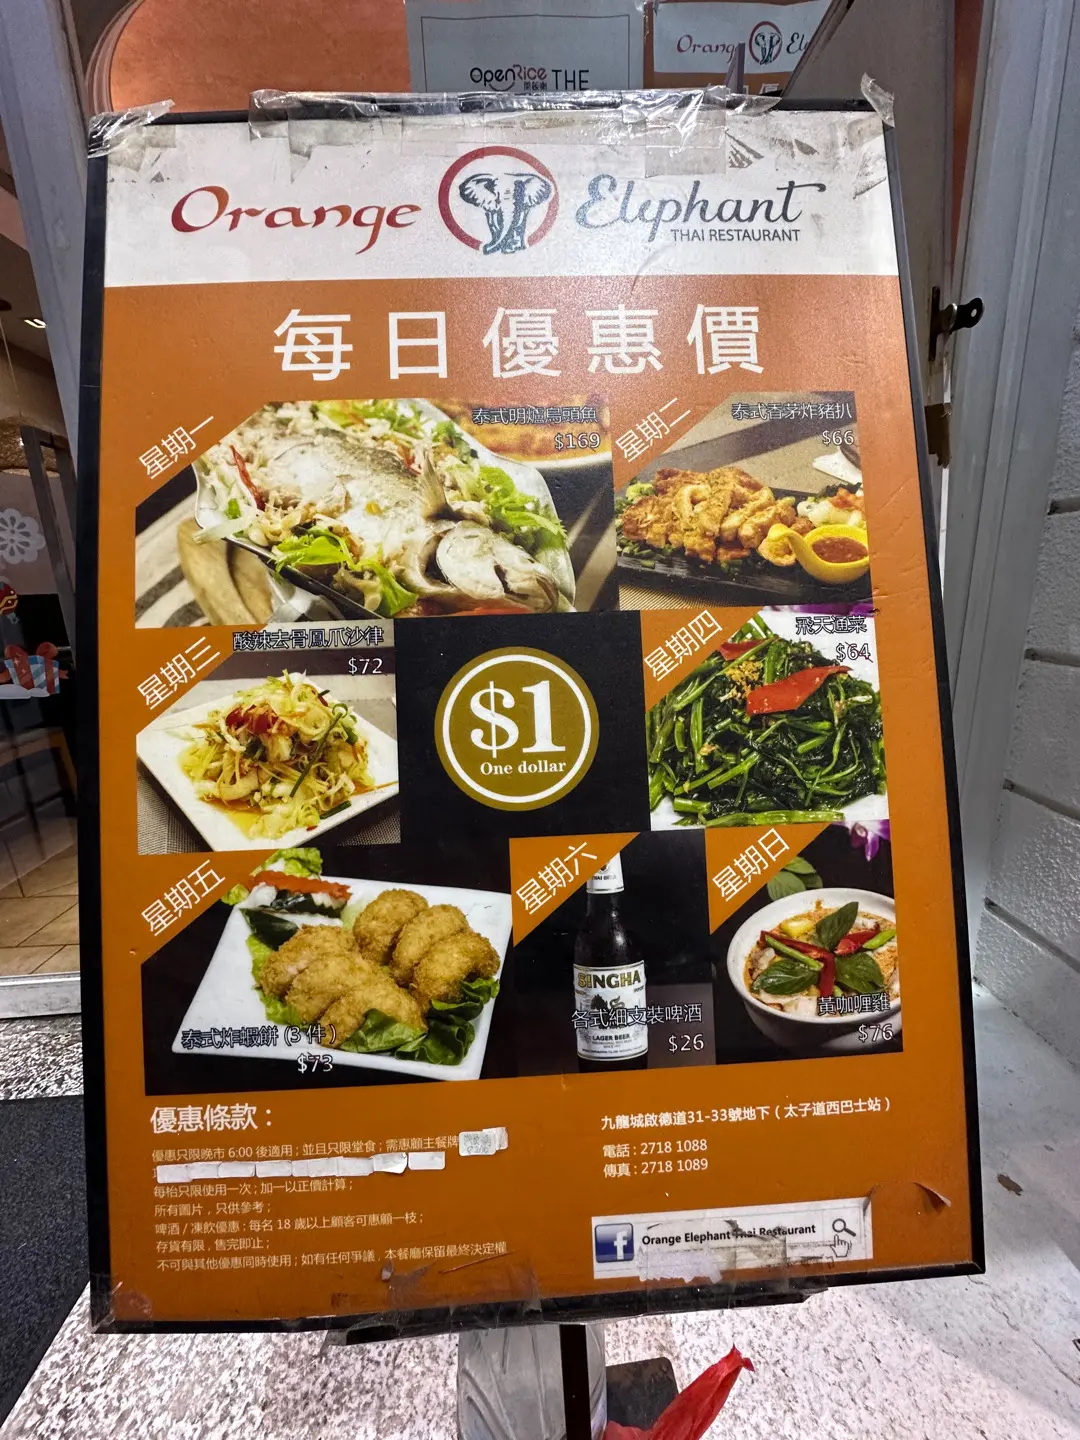 OpenRice
開飯喇
THE
Orange
Orange Elephant
THAI RESTAURANT
每日優惠價
星期一
泰式明爐烏頭魚
$169
星期二
泰式香茅炸豬扒
$66
星期三
酸辣去骨鳳爪沙律
$72
$1
One dollar
星期四
飛天通菜
$64
星期五
泰式炸蝦餅 (3 件)
$73
星期六
SINGHA
LAGER BEER
各式細支裝啤酒
$26
星期日
黃咖喱雞
$76
優惠條款 :
優惠只限晚市 6:00 後適用 ; 並且只限堂食 ; 需惠顧主餐牌
每枱只限使用一次 ; 加一以正價計算 ;
所有圖片 , 只供參考 ;
啤酒 / 凍飲優惠 : 每名 18 歲以上顧客可惠顧一枝 ;
存貨有限 , 售完即止 ;
不可與其他優惠同時使用 ; 如有任何爭議 , 本餐廳保留最終決定權
九龍城啟德道31-33號地下 ( 太子道西巴士站 )
電話 : 2718 1088
傳真 : 2718 1089
f
Orange Elephant Thai Restaurant